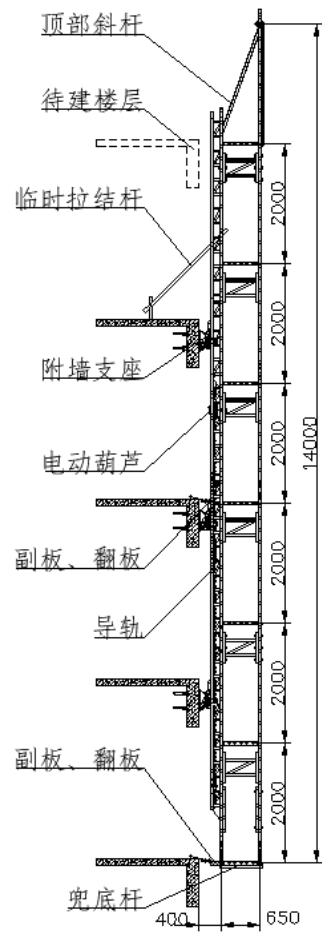 顶部斜杆
待建楼层
临时拉结杆
附墙支座
电动葫芦
副板、翻板
导轨
副板、翻板
兜底杆
2000
2000
2000
2000
2000
2000
14000
400
650